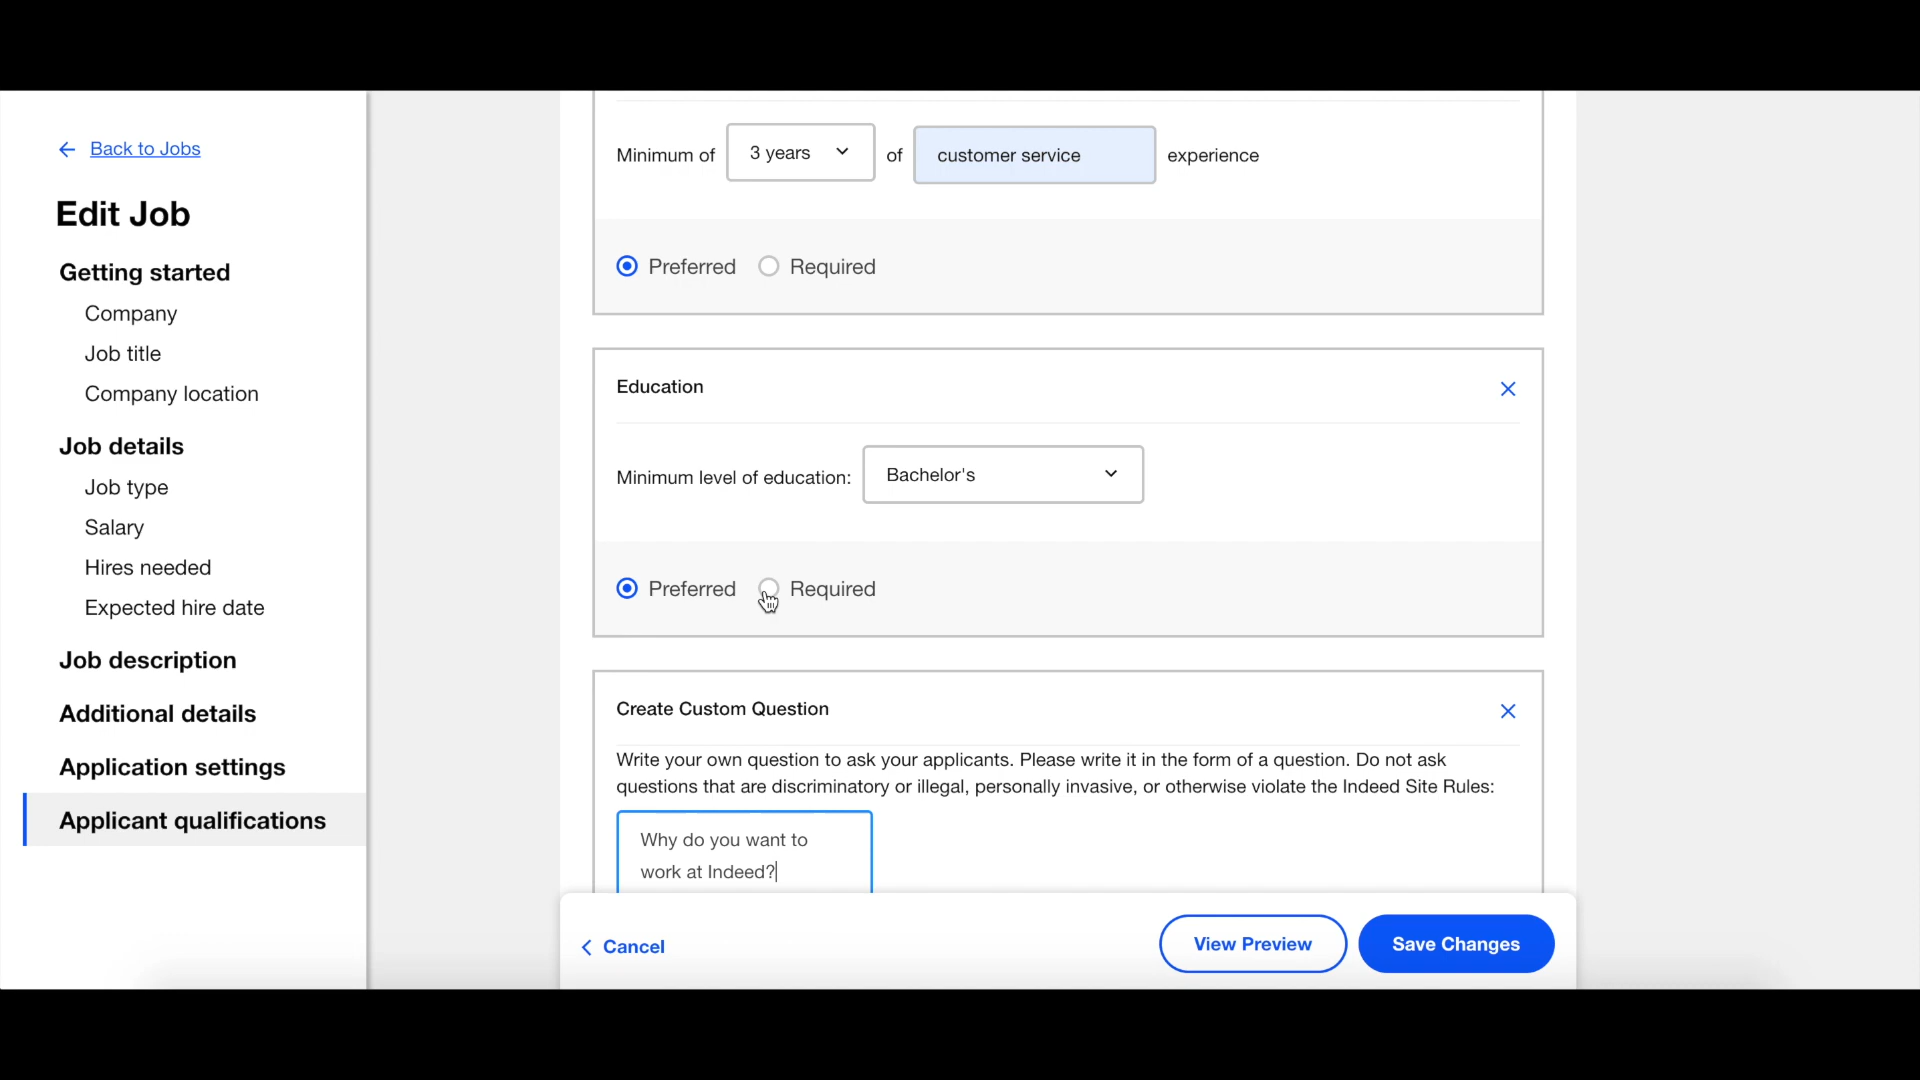 Back to Jobs
Edit Job
Getting started
Company
Job title
Company location
Job details
Job type
Salary
Hires needed
Expected hire date
Job description
Additional details
Application settings
Applicant qualifications
Minimum of 3 years of customer service experience
Preferred Required
Education
Minimum level of education: Bachelor's
Preferred Required
Create Custom Question
Write your own question to ask your applicants. Please write it in the form of a question. Do not ask
questions that are discriminatory or illegal, personally invasive, or otherwise violate the Indeed Site Rules:
Why do you want to
work at Indeed?
Cancel View Preview Save Changes